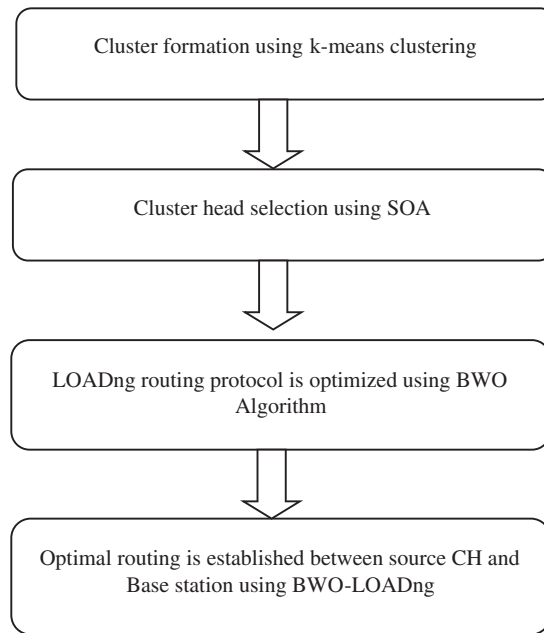 Cluster formation using k-means clustering
Cluster head selection using SOA
LOADng routing protocol is optimized using BWO
Algorithm
Optimal routing is established between source CH and
Base station using BWO-LOADng